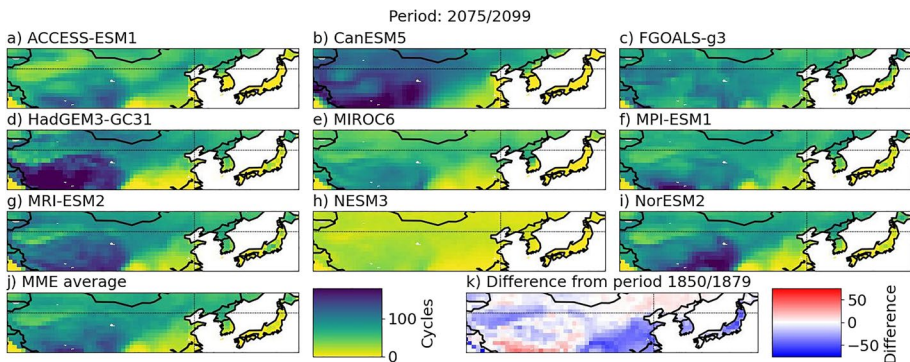 Period: 2075/2099
a) ACCESS-ESM1
b) CanESM5
c) FGOALS-g3
d) HadGEM3-GC31
e) MIROC6
f) MPI-ESM1
g) MRI-ESM2
h) NESM3
i) NorESM2
j) MME average
100
0
Cycles
k) Difference from period 1850/1879
50
0
−50
Difference